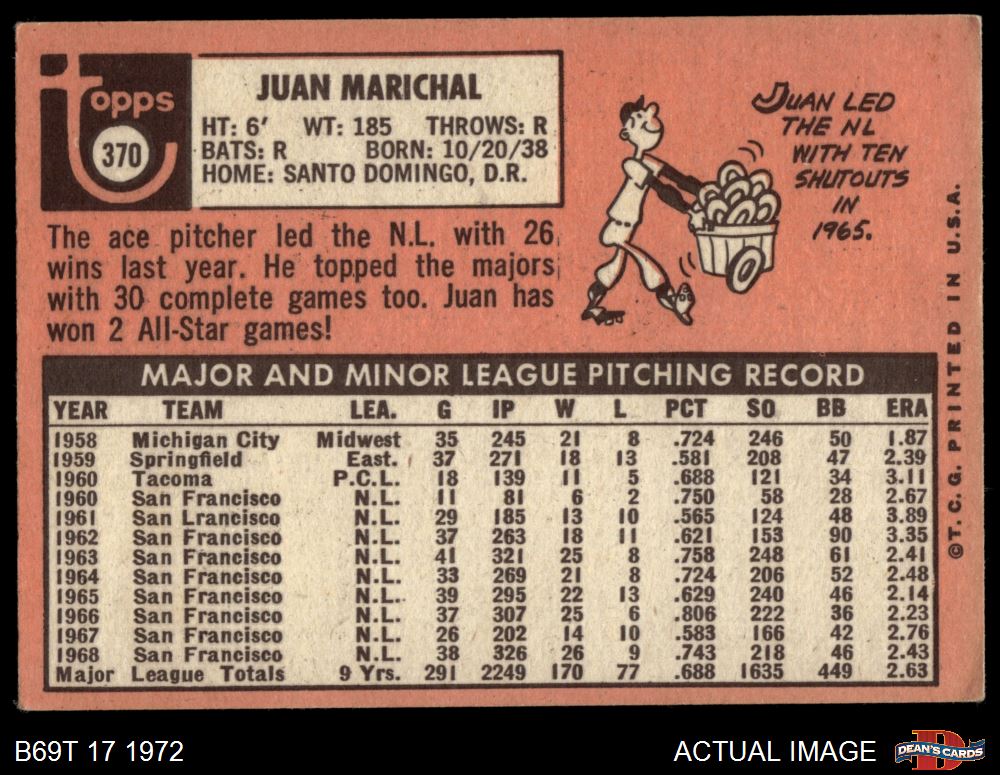 Topps
370
JUAN MARICHAL
HT: 6' WT: 185 THROWS: R
BATS: R BORN: 10/20/38
HOME: SANTO DOMINGO, D.R.
The ace pitcher led the N.L. with 26
wins last year. He topped the majors
with 30 complete games too. Juan has
won 2 All-Star games!
JUAN LED
THE NL
WITH TEN
SHUTOUTS
IN
1965.
MAJOR AND MINOR LEAGUE PITCHING RECORD
YEAR TEAM LEA. G IP W L PCT SO BB ERA
1958 Michigan City Midwest 35 245 21 8 .724 246 50 1.87
1959 Springfield East. 37 271 18 13 .581 208 47 2.39
1960 Tacoma P.C.L. 18 139 11 5 .688 121 34 3.11
1960 San Francisco N.L. 11 81 6 2 .750 58 28 2.67
1961 San Lrancisco N.L. 29 185 13 10 .565 124 48 3.89
1962 San Francisco N.L. 37 263 18 11 .621 153 90 3.35
1963 San Francisco N.L. 41 321 25 8 .758 248 61 2.41
1964 San Francisco N.L. 33 269 21 8 .724 206 52 2.48
1965 San Francisco N.L. 39 295 22 13 .629 240 46 2.14
1966 San Francisco N.L. 37 307 25 6 .806 222 36 2.23
1967 San Francisco N.L. 26 202 14 10 .583 166 42 2.76
1968 San Francisco N.L. 38 326 26 9 .743 218 46 2.43
Major League Totals 9 Yrs. 291 2249 170 77 .688 1635 449 2.63
©T.C.G. PRINTED IN U.S.A.
B69T 17 1972
ACTUAL IMAGE
DEAN'S CARDS